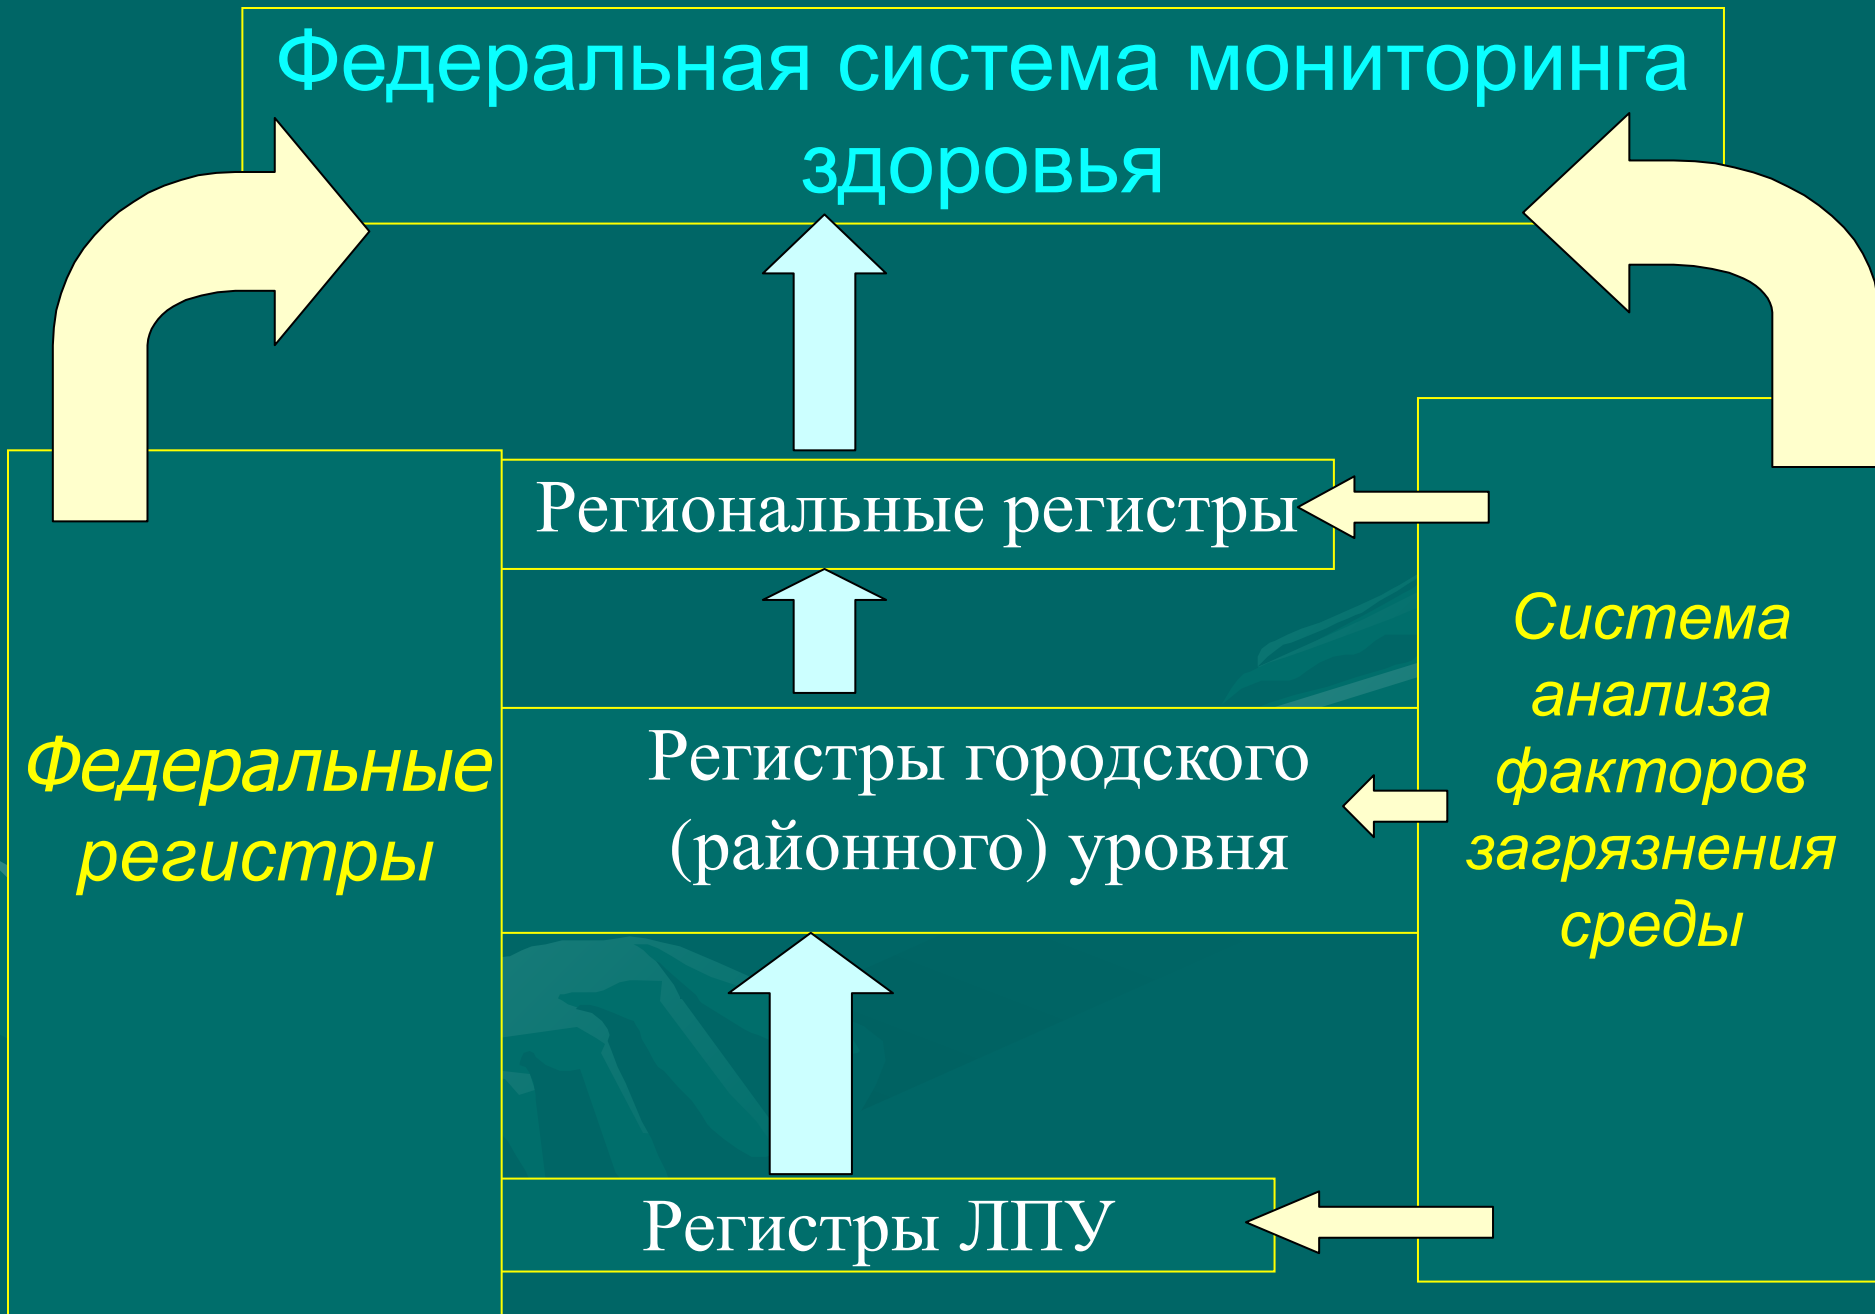 Федеральная система мониторинга
здоровья
Региональные регистры
Регистры городского
(районного) уровня
Регистры ЛПУ
Федеральные
регистры
Система
анализа
факторов
загрязнения
среды